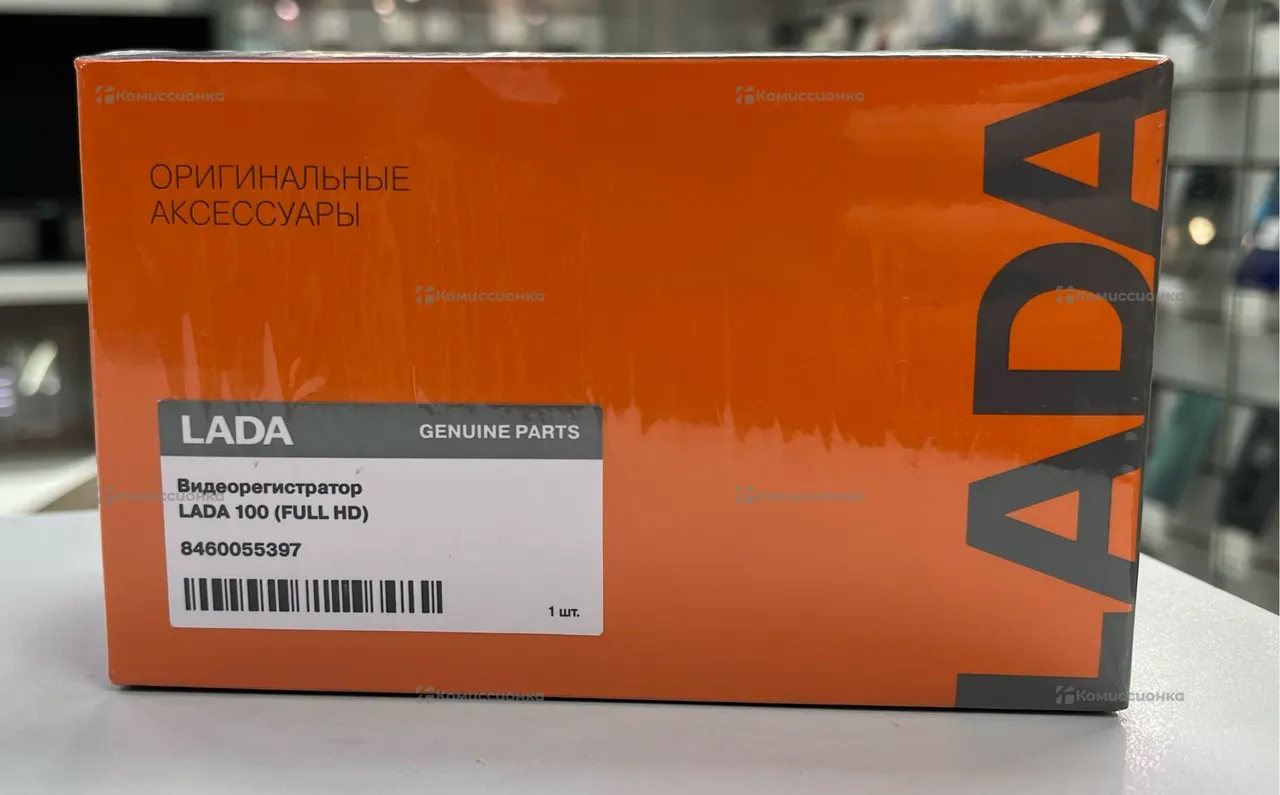 Комиссионка
Комиссионка
ОРИГИНАЛЬНЫЕ
АКСЕССУАРЫ
LADA
Комиссионка
Комиссионка
LADA GENUINE PARTS
Видеорегистратор
Комиссионка
Комиссионка
LADA 100 (FULL HD)
8460055397
1 шт.
Комиссионка
Комиссионка